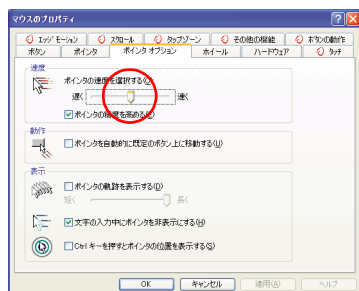 マウスのプロパティ
エッジ モーション スクロール タップゾーン その他の機能 ボタンの動作
ボタン ポインタ ポインタ オプション ホイール ハードウェア タッチ
速度
ポインタの速度を選択する(C)
遅く 速く
ポインタの精度を高める(E)
動作
ポインタを自動的に既定のボタン上に移動する(U)
表示
ポインタの軌跡を表示する(D)
短く 長く
文字の入力中にポインタを非表示にする(H)
Ctrl キーを押すとポインタの位置を表示する(S)
OK キャンセル 適用(A) ヘルプ